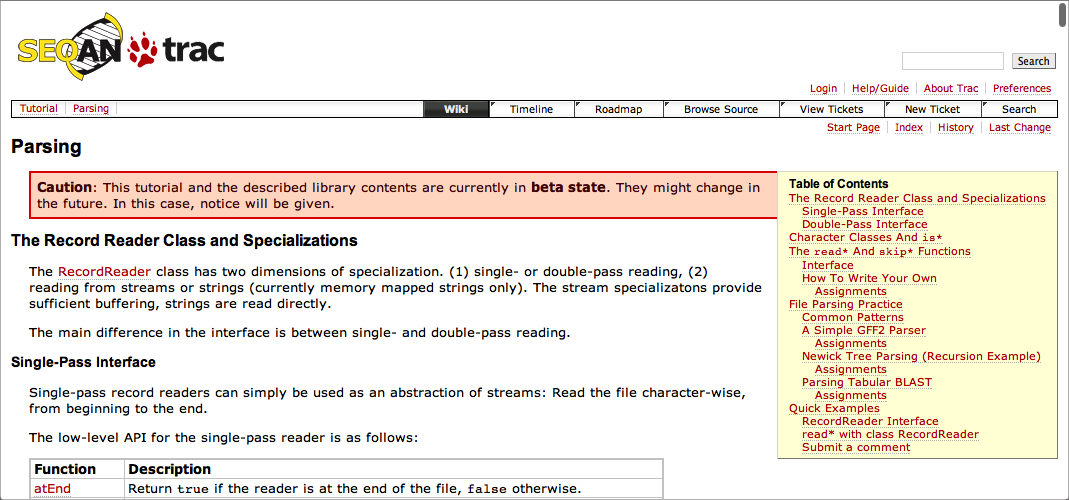 SEQAN trac
Search
Login Help/Guide About Trac Preferences
Tutorial Parsing Wiki Timeline Roadmap Browse Source View Tickets New Ticket Search
Start Page Index History Last Change
Parsing
Caution: This tutorial and the described library contents are currently in beta state. They might change in
the future. In this case, notice will be given.
The Record Reader Class and Specializations
The RecordReader class has two dimensions of specialization. (1) single- or double-pass reading, (2)
reading from streams or strings (currently memory mapped strings only). The stream specializatons provide
sufficient buffering, strings are read directly.
The main difference in the interface is between single- and double-pass reading.
Single-Pass Interface
Single-pass record readers can simply be used as an abstraction of streams: Read the file character-wise,
from beginning to the end.
The low-level API for the single-pass reader is as follows:
Function Description
atEnd Return true if the reader is at the end of the file, false otherwise.
Table of Contents
The Record Reader Class and Specializations
Single-Pass Interface
Double-Pass Interface
Character Classes And is*
The read* And skip* Functions
Interface
How To Write Your Own
Assignments
File Parsing Practice
Common Patterns
A Simple GFF2 Parser
Assignments
Newick Tree Parsing (Recursion Example)
Assignments
Parsing Tabular BLAST
Assignments
Quick Examples
RecordReader Interface
read* with class RecordReader
Submit a comment